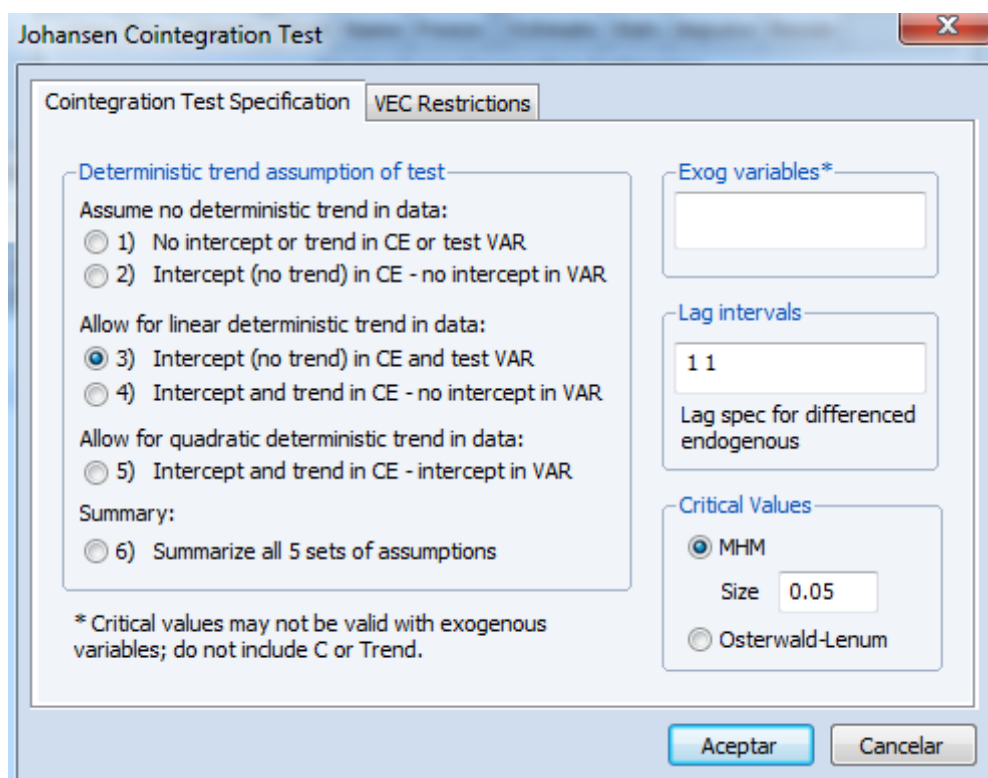 Johansen Cointegration Test
Cointegration Test Specification
VEC Restrictions
Deterministic trend assumption of test
Assume no deterministic trend in data:
1) No intercept or trend in CE or test VAR
2) Intercept (no trend) in CE - no intercept in VAR
Allow for linear deterministic trend in data:
3) Intercept (no trend) in CE and test VAR
4) Intercept and trend in CE - no intercept in VAR
Allow for quadratic deterministic trend in data:
5) Intercept and trend in CE - intercept in VAR
Summary:
6) Summarize all 5 sets of assumptions
* Critical values may not be valid with exogenous
variables; do not include C or Trend.
Exog variables*
Lag intervals
1 1
Lag spec for differenced
endogenous
Critical Values
MHM
Size 0.05
Osterwald-Lenum
Aceptar
Cancelar